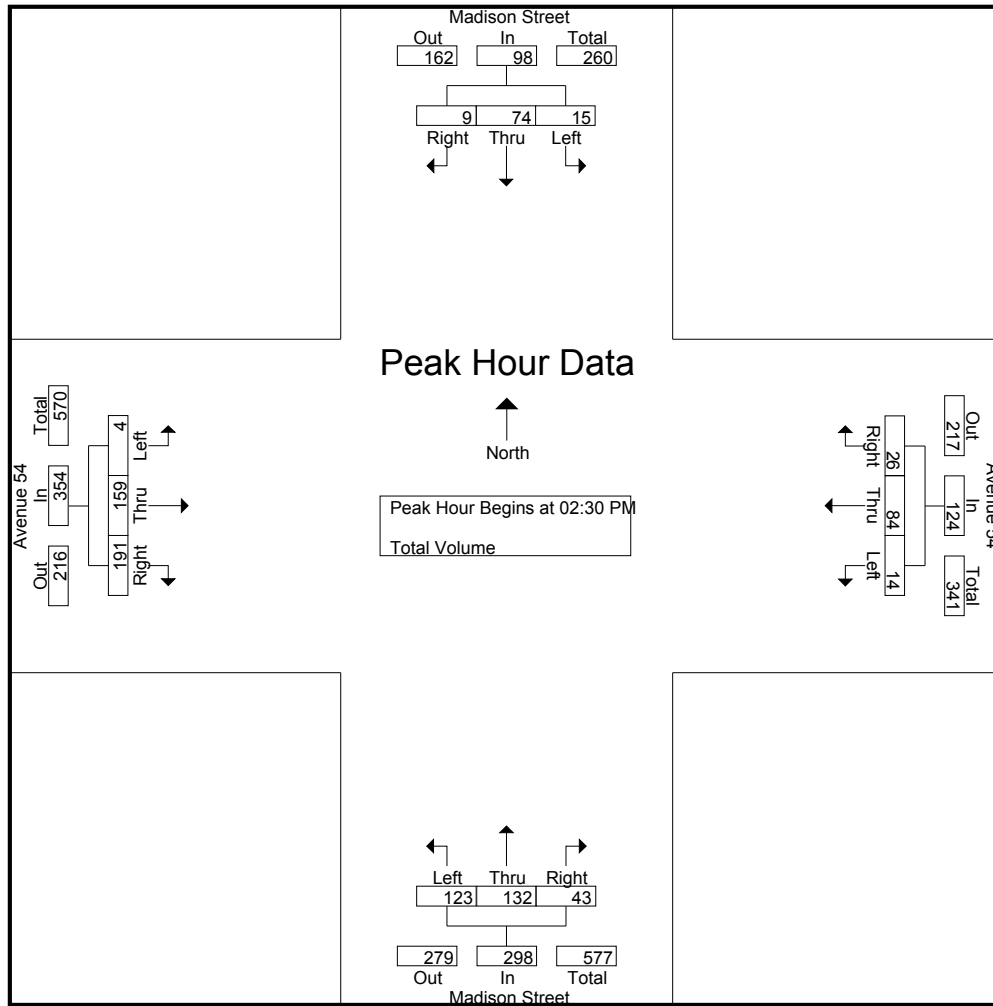 Madison Street
Out In Total
162 98 260
9 74 15
Right Thru Left
Peak Hour Data
North
Peak Hour Begins at 02:30 PM
Total Volume
Avenue 54
Out In Total
216 354 570
Right Thru Left
191 159 4
Avenue 54
Out In Total
217 124 341
Right Thru Left
26 84 14
Left Thru Right
123 132 43
279 298 577
Out In Total
Madison Street